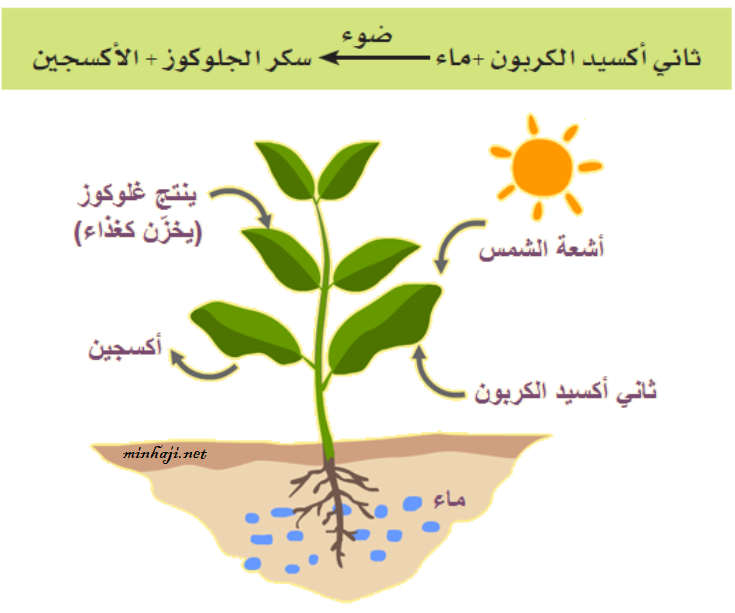 ضوء
ثاني أكسيد الكربون +ماء ← سكر الجلوكوز + الأكسجين
ينتج غلوكوز
(يخزّن كغذاء)
أشعة الشمس
أكسجين
ثاني أكسيد الكربون
minhaji.net
ماء